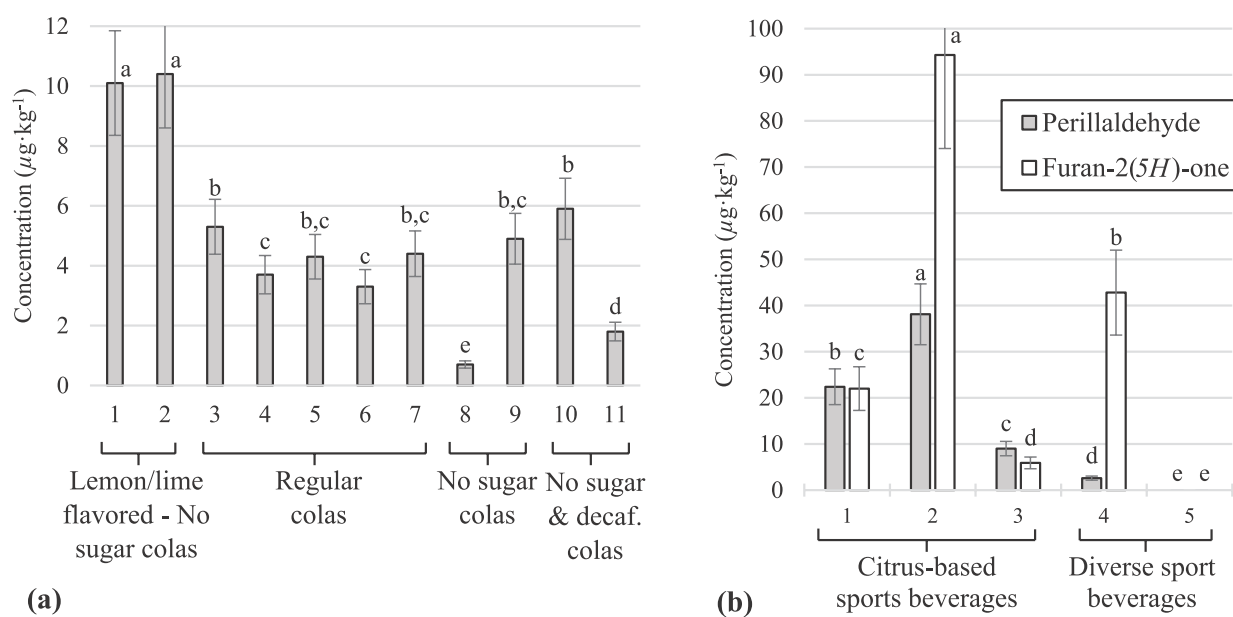 12
10
8
6
4
2
0
Concentration (µg·kg⁻¹)
a
a
b
c
b,c
c
b,c
e
b,c
b
d
1 2 3 4 5 6 7 8 9 10 11
Lemon/lime
flavored - No
sugar colas
Regular
colas
No sugar
colas
No sugar
& decaf.
colas
(a)
100
90
80
70
60
50
40
30
20
10
0
Concentration (µg·kg⁻¹)
Perillaldehyde
Furan-2(5H)-one
b c
a a
c d
d b
e e
1 2 3 4 5
Citrus-based
sports beverages
Diverse sport
beverages
(b)